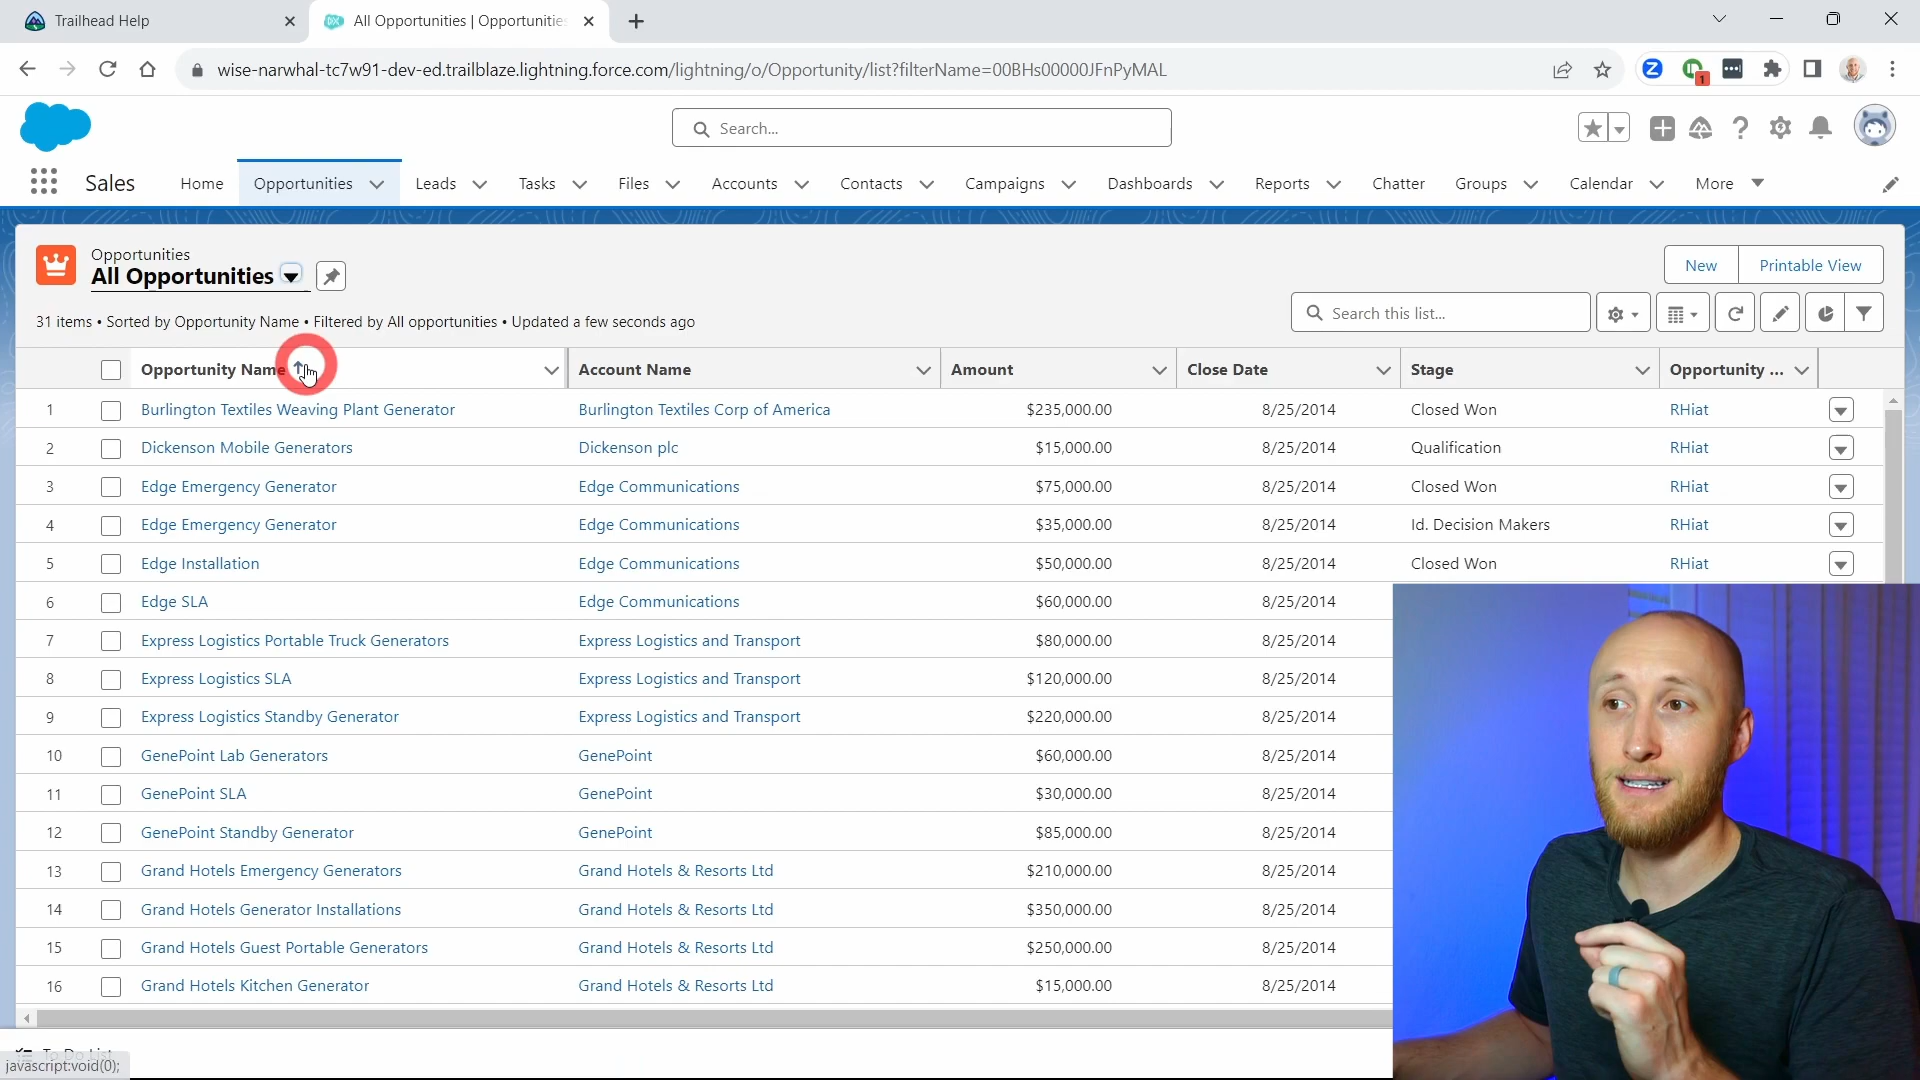 Trailhead Help
All Opportunities | Opportunities
wise-narwhal-tc7w91-dev-ed.trailblaze.lightning.force.com/lightning/o/Opportunity/list?filterName=00BHs00000JFnPyMAL
1
Search...
Sales Home Opportunities Leads Tasks Files Accounts Contacts Campaigns Dashboards Reports Chatter Groups Calendar More
Opportunities
All Opportunities
New Printable View
31 items • Sorted by Opportunity Name • Filtered by All opportunities • Updated a few seconds ago
Search this list...
Opportunity Name Account Name Amount Close Date Stage Opportunity ...
1 Burlington Textiles Weaving Plant Generator Burlington Textiles Corp of America $235,000.00 8/25/2014 Closed Won RHiat
2 Dickenson Mobile Generators Dickenson plc $15,000.00 8/25/2014 Qualification RHiat
3 Edge Emergency Generator Edge Communications $75,000.00 8/25/2014 Closed Won RHiat
4 Edge Emergency Generator Edge Communications $35,000.00 8/25/2014 Id. Decision Makers RHiat
5 Edge Installation Edge Communications $50,000.00 8/25/2014 Closed Won RHiat
6 Edge SLA Edge Communications $60,000.00 8/25/2014
7 Express Logistics Portable Truck Generators Express Logistics and Transport $80,000.00 8/25/2014
8 Express Logistics SLA Express Logistics and Transport $120,000.00 8/25/2014
9 Express Logistics Standby Generator Express Logistics and Transport $220,000.00 8/25/2014
10 GenePoint Lab Generators GenePoint $60,000.00 8/25/2014
11 GenePoint SLA GenePoint $30,000.00 8/25/2014
12 GenePoint Standby Generator GenePoint $85,000.00 8/25/2014
13 Grand Hotels Emergency Generators Grand Hotels & Resorts Ltd $210,000.00 8/25/2014
14 Grand Hotels Generator Installations Grand Hotels & Resorts Ltd $350,000.00 8/25/2014
15 Grand Hotels Guest Portable Generators Grand Hotels & Resorts Ltd $250,000.00 8/25/2014
16 Grand Hotels Kitchen Generator Grand Hotels & Resorts Ltd $15,000.00 8/25/2014
To Do List
javascript:void(0);